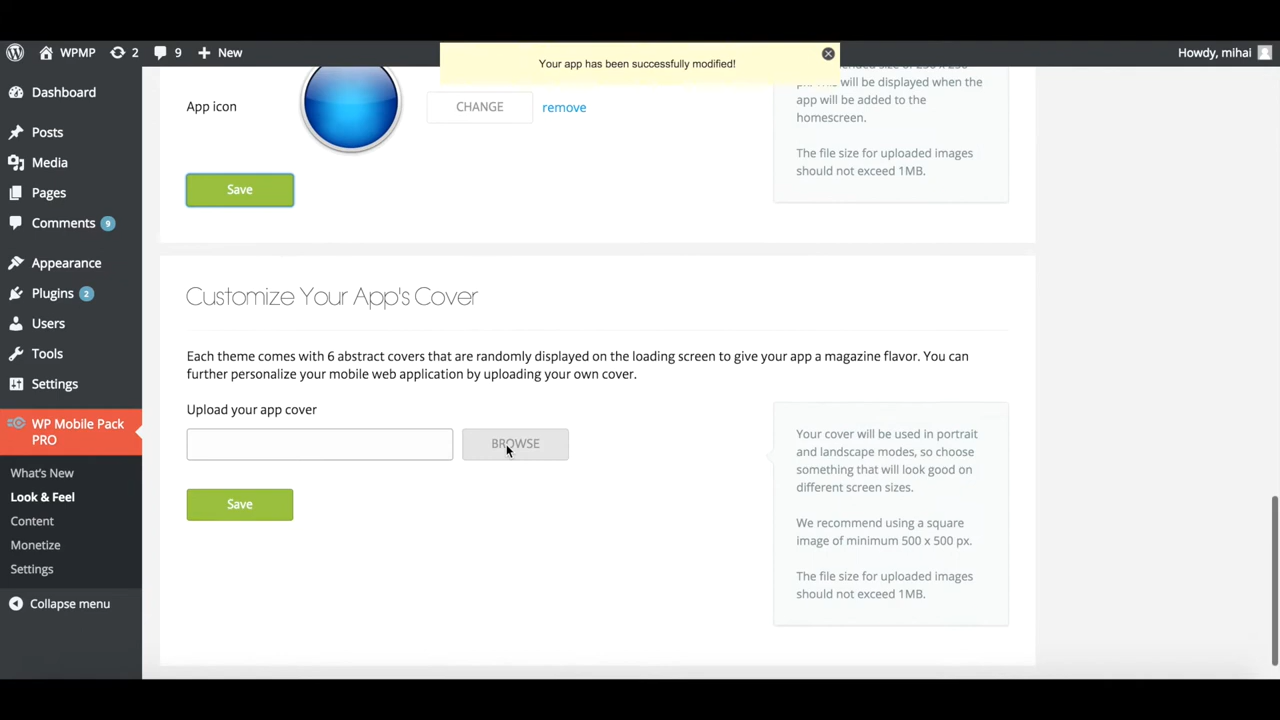 WPMP
2
9
New
Your app has been successfully modified!
Howdy, mihai
Dashboard
Posts
Media
Pages
Comments 9
Appearance
Plugins 2
Users
Tools
Settings
WP Mobile Pack
PRO
What's New
Look & Feel
Content
Monetize
Settings
Collapse menu
App icon
CHANGE
remove
Save
px. This will be displayed when the
app will be added to the
homescreen.
The file size for uploaded images
should not exceed 1MB.
Customize Your App's Cover
Each theme comes with 6 abstract covers that are randomly displayed on the loading screen to give your app a magazine flavor. You can
further personalize your mobile web application by uploading your own cover.
Upload your app cover
BROWSE
Save
Your cover will be used in portrait
and landscape modes, so choose
something that will look good on
different screen sizes.
We recommend using a square
image of minimum 500 x 500 px.
The file size for uploaded images
should not exceed 1MB.